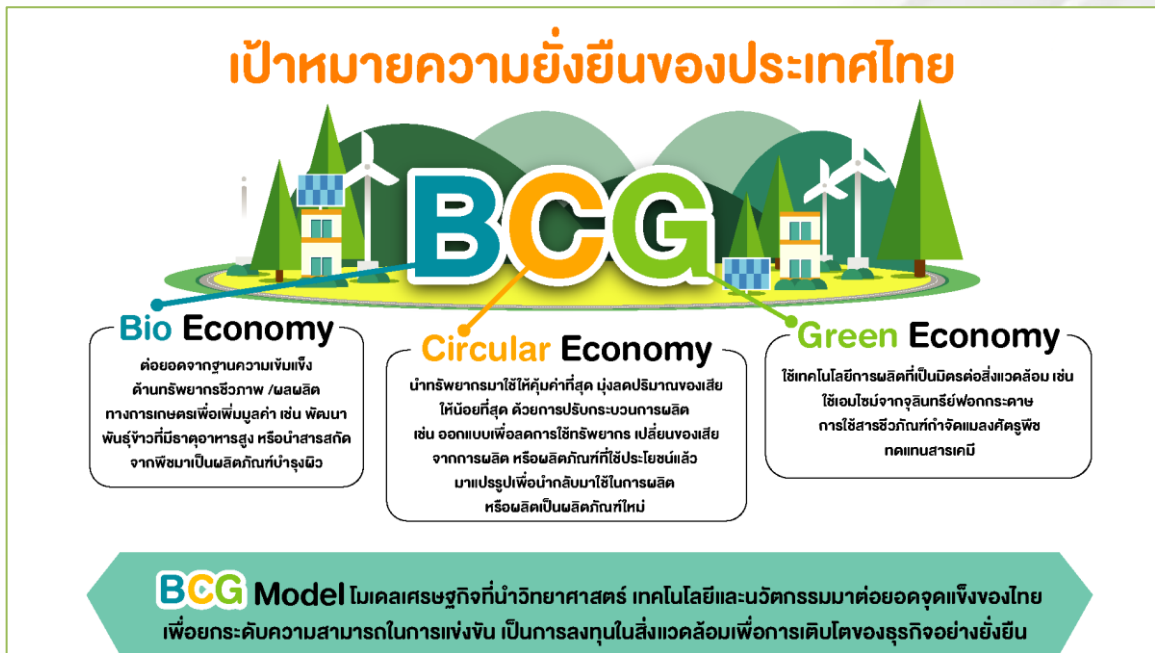 เป้าหมายความยั่งยืนของประเทศไทย
BCG
Bio Economy
ต่อยอดจากฐานความเข้มแข็ง
ด้านทรัพยากรชีวภาพ /ผลผลิต
ทางการเกษตรเพื่อเพิ่มมูลค่า เช่น พัฒนา
พันธุ์ข้าวที่มีธาตุอาหารสูง หรือนำสารสกัด
จากพืชมาเป็นผลิตภัณฑ์บำรุงผิว
Circular Economy
นำทรัพยากรมาใช้ให้คุ้มค่าที่สุด มุ่งลดปริมาณของเสีย
ให้น้อยที่สุด ด้วยการปรับกระบวนการผลิต
เช่น ออกแบบเพื่อลดการใช้ทรัพยากร เปลี่ยนของเสีย
จากการผลิต หรือผลิตภัณฑ์ที่ใช้ประโยชน์แล้ว
มาแปรรูปเพื่อนำกลับมาใช้ในการผลิต
หรือผลิตเป็นผลิตภัณฑ์ใหม่
Green Economy
ใช้เทคโนโลยีการผลิตที่เป็นมิตรต่อสิ่งแวดล้อม เช่น
ใช้เอมไซม์จากจุลินทรีย์ฟอกกระดาษ
การใช้สารชีวภัณฑ์กำจัดแมลงศัตรูพืช
ทดแทนสารเคมี
BCG Model โมเดลเศรษฐกิจที่นำวิทยาศาสตร์ เทคโนโลยีและนวัตกรรมมาต่อยอดจุดแข็งของไทย
เพื่อยกระดับความสามารถในการแข่งขัน เป็นการลงทุนในสิ่งแวดล้อมเพื่อการเติบโตของธุรกิจอย่างยั่งยืน